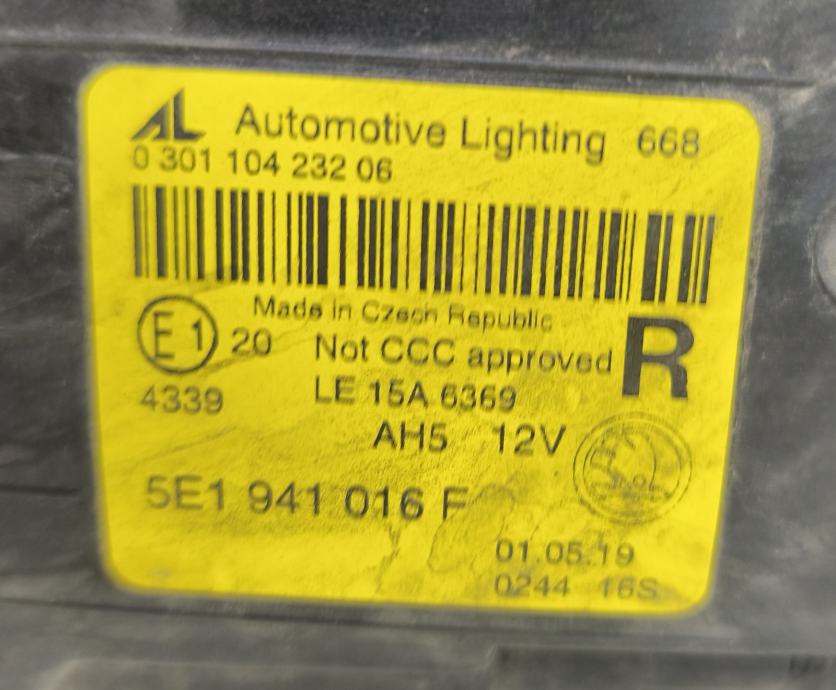 AL Automotive Lighting 668
0 301 104 232 06
Made in Czech Republic
E1 20 Not CCC approved R
4339 LE 15A 6369
AH5 12V
5E1 941 016 F
01.05.19
0244 16S